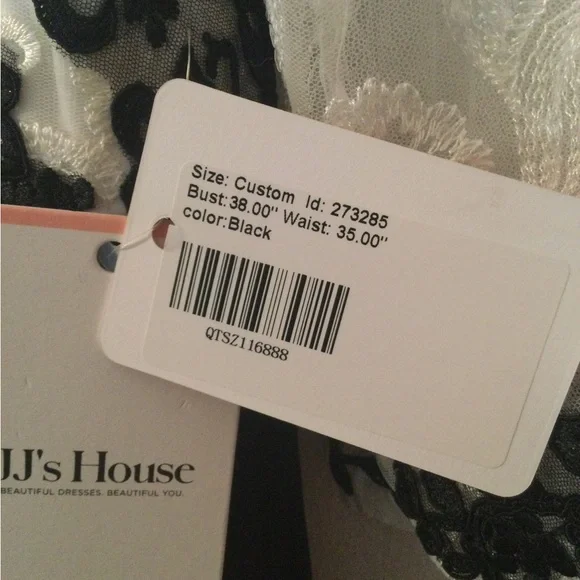 Size: Custom Id: 273285
Bust:38.00" Waist: 35.00"
color:Black
QTSZ116888
JJ's House
BEAUTIFUL DRESSES. BEAUTIFUL YOU.